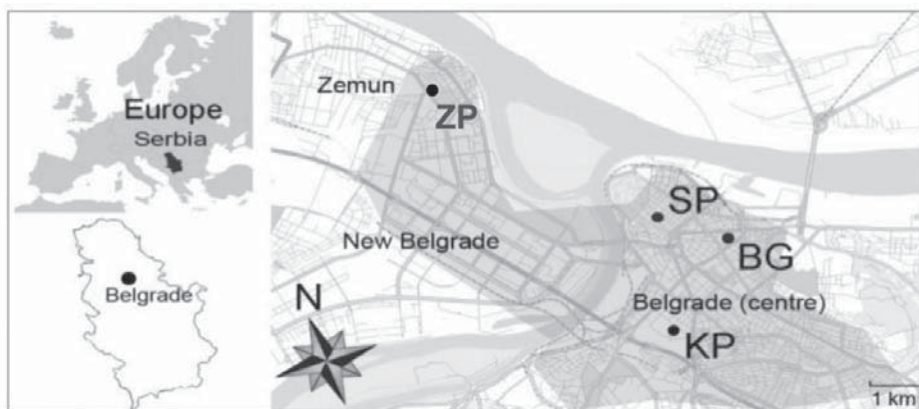 Europe
Serbia
Belgrade
Zemun
ZP
SP
New Belgrade
BG
N
Belgrade (centre)
KP
1 km